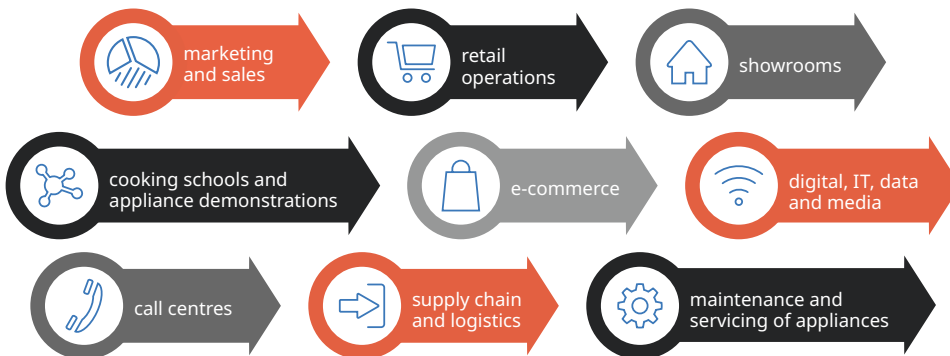 marketing
and sales
retail
operations
showrooms
cooking schools and
appliance demonstrations
e-commerce
digital, IT, data
and media
call centres
supply chain
and logistics
maintenance and
servicing of appliances